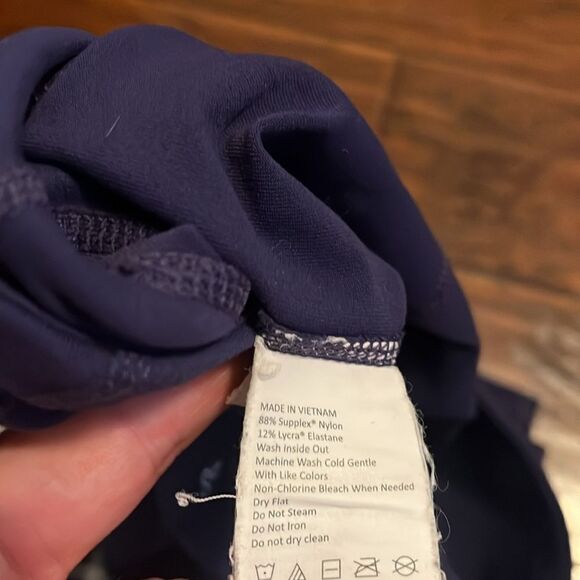 MADE IN VIETNAM
88% Supplex® Nylon
12% Lycra® Elastane
Wash Inside Out
Machine Wash Cold Gentle
With Like Colors
Non-Chlorine Bleach When Needed
Dry Flat
Do Not Steam
Do Not Iron
Do not dry clean